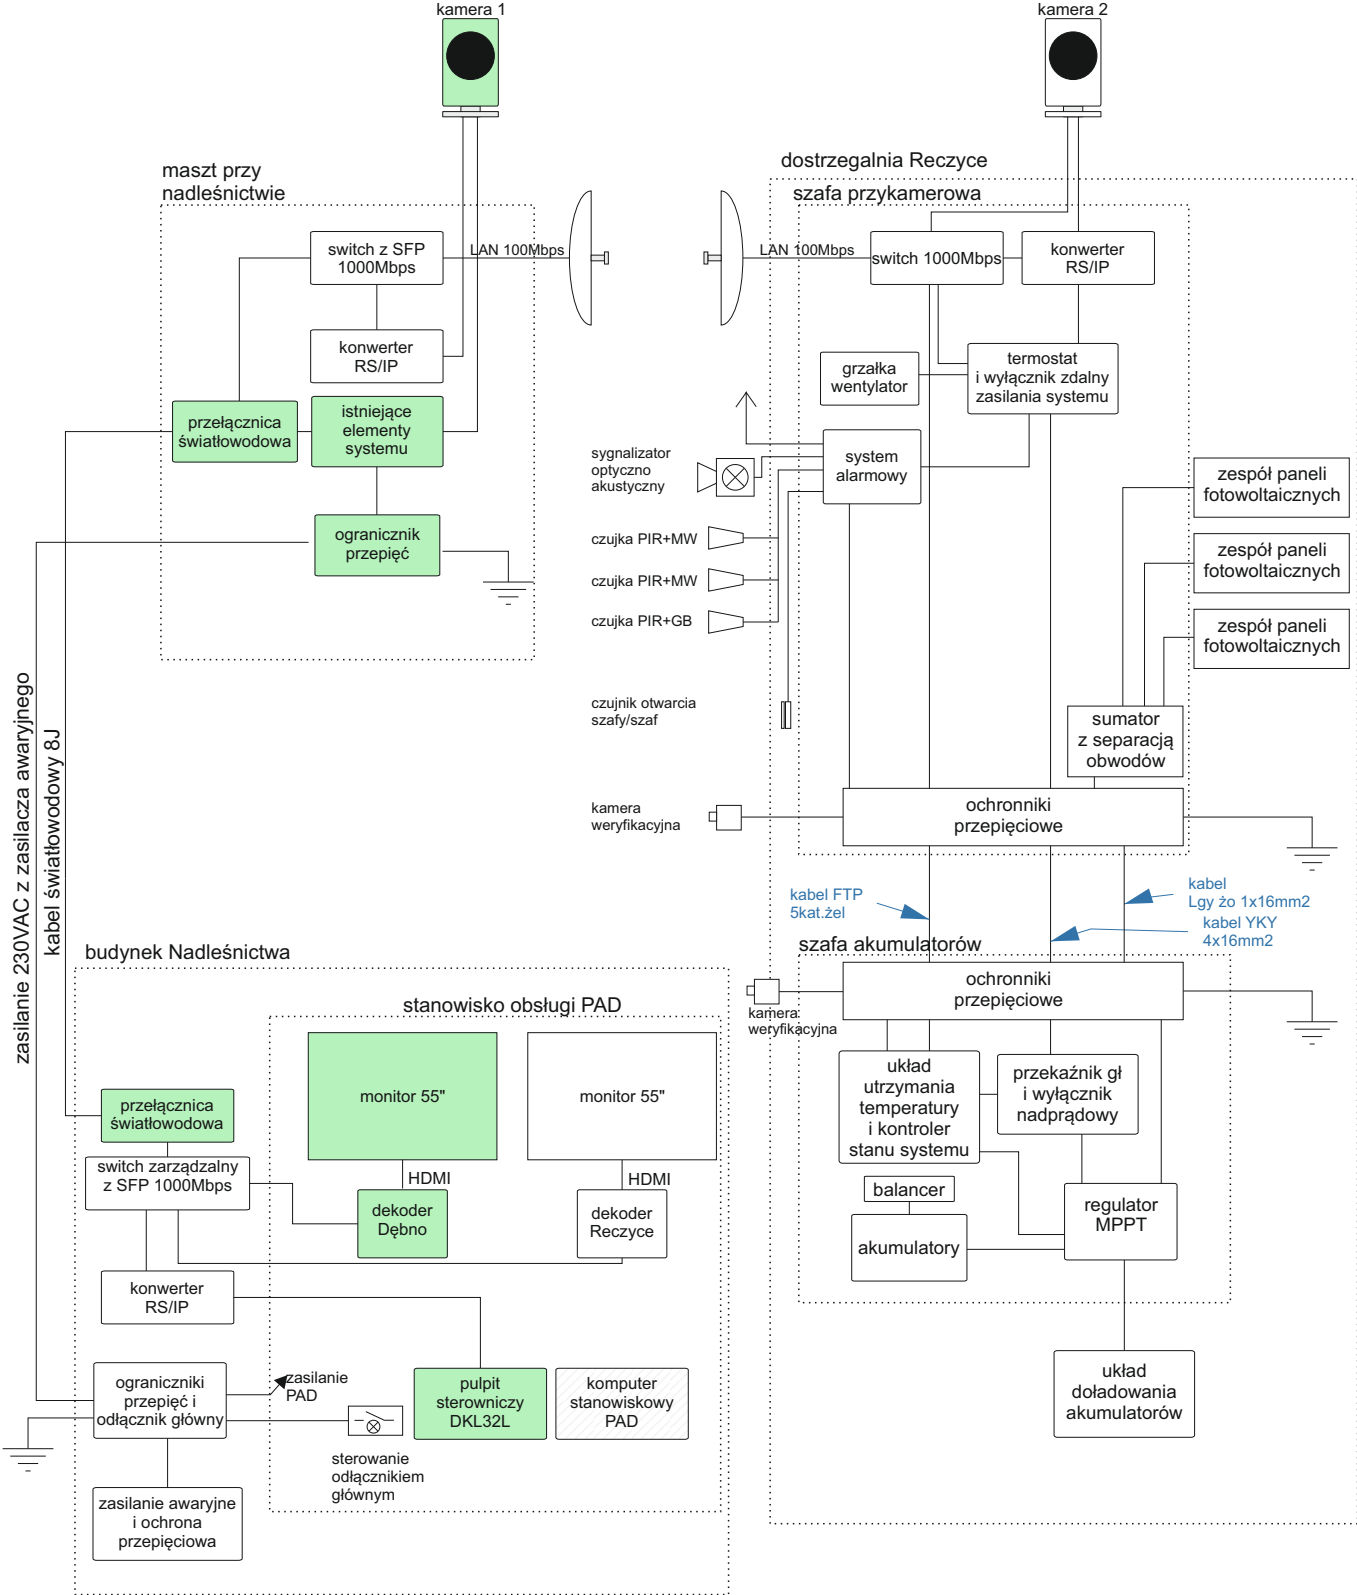 kamera 1
kamera 2
maszt przy
nadleśnictwie
dostrzegalnia Reczyce
szafa przykamerowa
switch z SFP
1000Mbps
LAN 100Mbps
LAN 100Mbps
switch 1000Mbps
konwerter
RS/IP
konwerter
RS/IP
grzałka
wentylator
termostat
i wyłącznik zdalny
zasilania systemu
przełącznica
światłowodowa
istniejące
elementy
systemu
ogranicznik
przepięć
sygnalizator
optyczno
akustyczny
system
alarmowy
zespół paneli
fotowoltaicznych
zespół paneli
fotowoltaicznych
zespół paneli
fotowoltaicznych
czujka PIR+MW
czujka PIR+MW
czujka PIR+GB
czujnik otwarcia
szafy/szaf
sumator
z separacją
obwodów
kamera
weryfikacyjna
ochronniki
przepięciowe
zasilanie 230VAC z zasilacza awaryjnego
kabel światłowodowy 8J
kabel FTP
5kat.żel
kabel
Lgy żo 1x16mm2
kabel YKY
4x16mm2
szafa akumulatorów
ochronniki
przepięciowe
kamera
weryfikacyjna
budynek Nadleśnictwa
stanowisko obsługi PAD
monitor 55"
monitor 55"
HDMI
HDMI
przełącznica
światłowodowa
switch zarządzalny
z SFP 1000Mbps
dekoder
Dębno
dekoder
Reczyce
konwerter
RS/IP
układ
utrzymania
temperatury
i kontroler
stanu systemu
przekaźnik gł
i wyłącznik
nadprądowy
balancer
akumulatory
regulator
MPPT
układ
doładowania
akumulatorów
ograniczniki
przepięć i
odłącznik główny
zasilanie
PAD
pulpit
sterowniczy
DKL32L
komputer
stanowiskowy
PAD
sterowanie
odłącznikiem
głównym
zasilanie awaryjne
i ochrona
przepięciowa